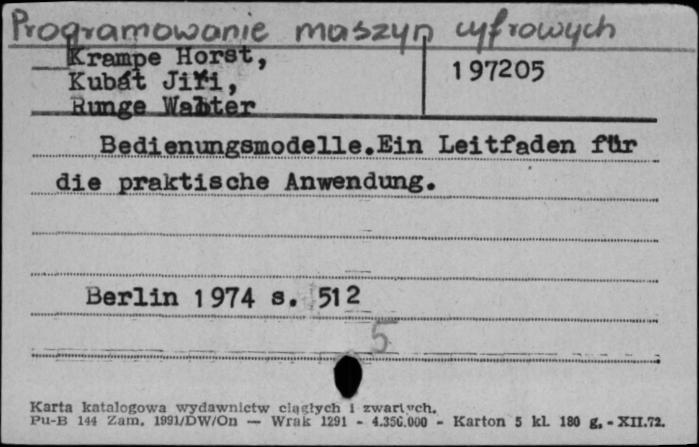 Programowanie maszyn cyfrowych
Krampe Horst,
Kubát Jiří,
Runge Walter
197205
Bedienungsmodelle.Ein Leitfaden für
die praktische Anwendung.
Berlin 1974 s. 512
5
Karta katalogowa wydawnictw ciągłych i zwartych.
Pu-B 144 Zam. 1991/DW/On — Wrak 1291 - 4.356.000 - Karton 5 kl. 180 g. - XII.72.